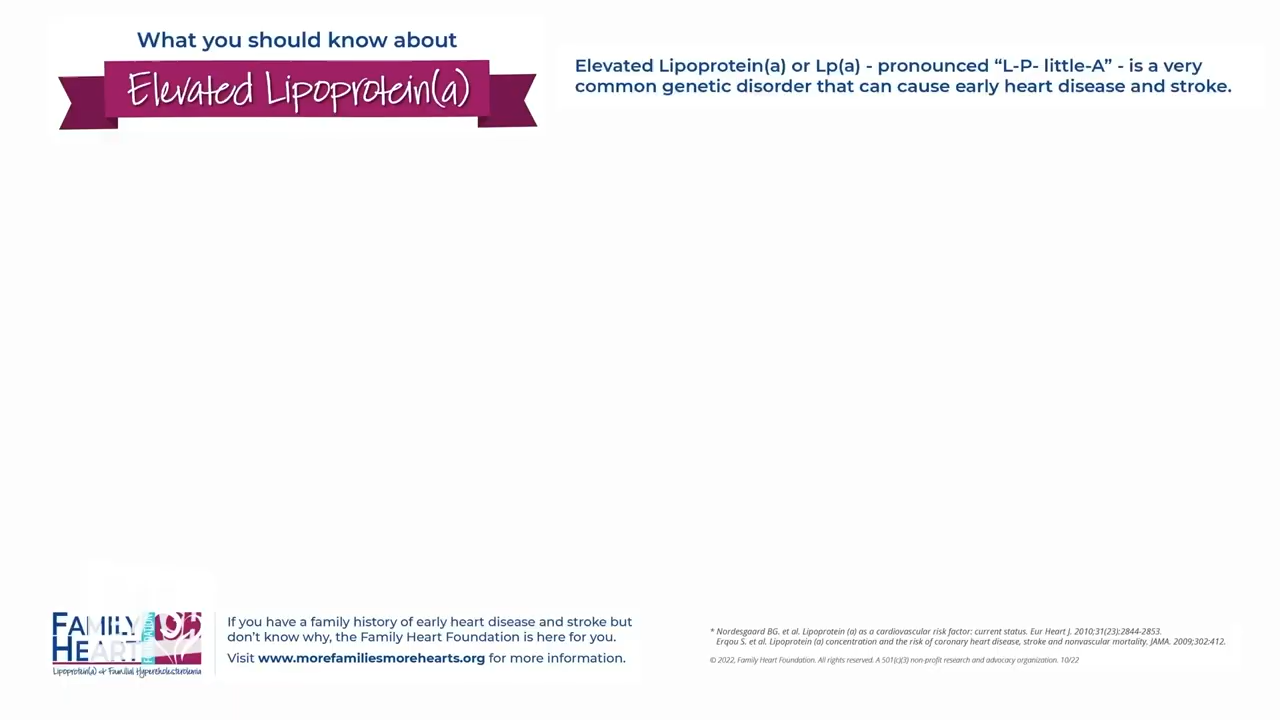 What you should know about
Elevated Lipoprotein(a)
Elevated Lipoprotein(a) or Lp(a) - pronounced “L-P- little-A” - is a very
common genetic disorder that can cause early heart disease and stroke.
FAMILY
HEART
Lipoprotein(a) & Familial Hypercholesterolemia
If you have a family history of early heart disease and stroke but
don’t know why, the Family Heart Foundation is here for you.
Visit www.morefamiliesmorehearts.org for more information.
* Nordesgaard BG. et al. Lipoprotein (a) as a cardiovascular risk factor: current status. Eur Heart J. 2010;31(23):2844-2853.
Erqou S. et al. Lipoprotein (a) concentration and the risk of coronary heart disease, stroke and nonvascular mortality. JAMA. 2009;302:412.
© 2022, Family Heart Foundation. All rights reserved. A 501(c)(3) non-profit research and advocacy organization. 10/22